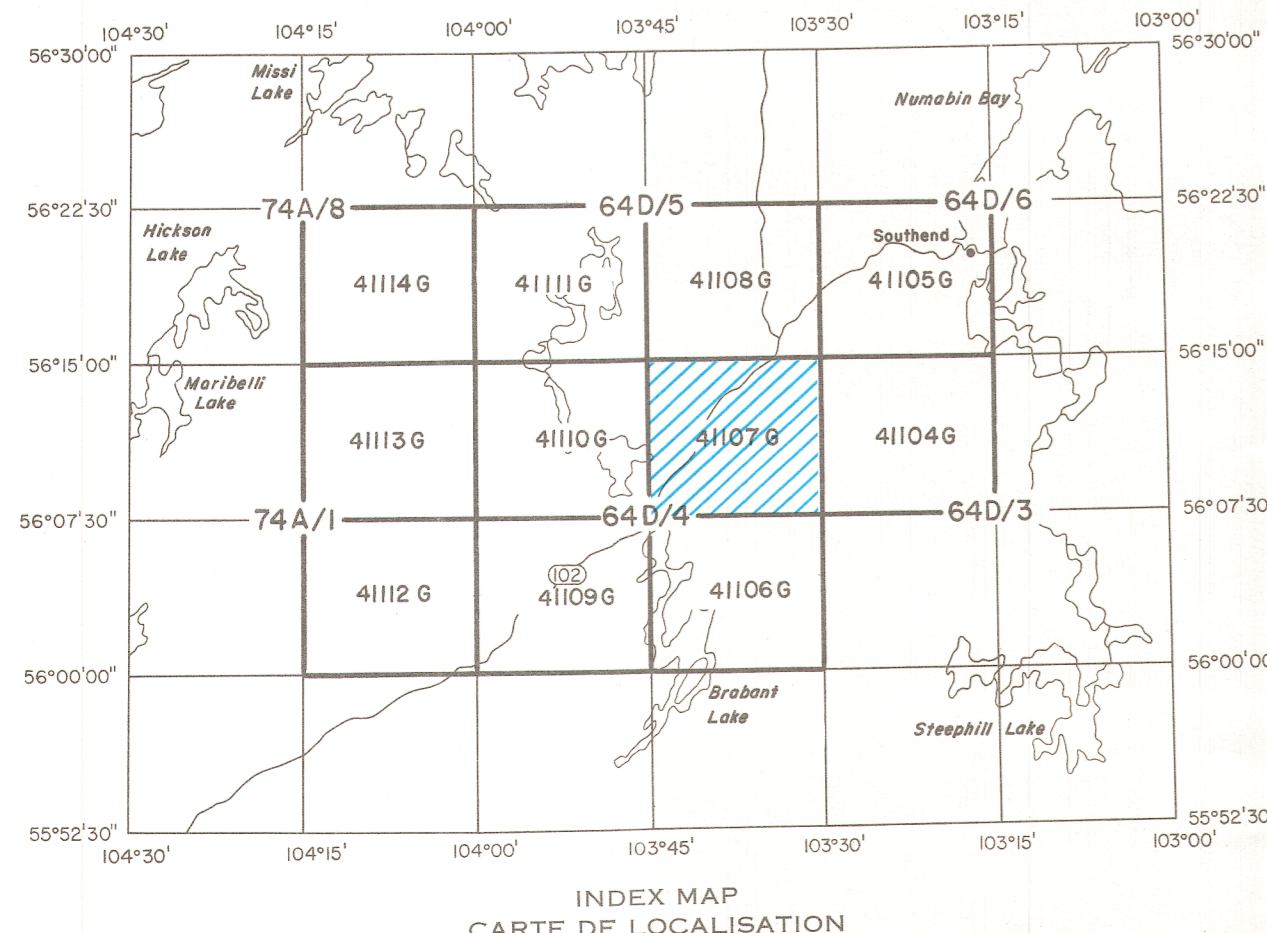 104°30' 104°15' 104°00' 103°45' 103°30' 103°15' 103°00'
56°30'00" 56°30'00"
Missi
Lake
Numabin Bay
56°22'30" 74A/8 64D/5 64D/6 56°22'30"
Hickson
Lake
Southend
41114G 41111G 41108G 41105G
56°15'00" 56°15'00"
Maribelli
Lake
41113G 41110G 41107G 41104G
56°07'30" 74A/1 64D/4 64D/3 56°07'30"
102
41112G 41109G 41106G
56°00'00" 56°00'00"
Brabant
Lake
Steephill Lake
55°52'30" 55°52'30
104°30' 104°15' 104°00' 103°45' 103°30' 103°15' 103°00'
INDEX MAP
CARTE DE LOCALISATION